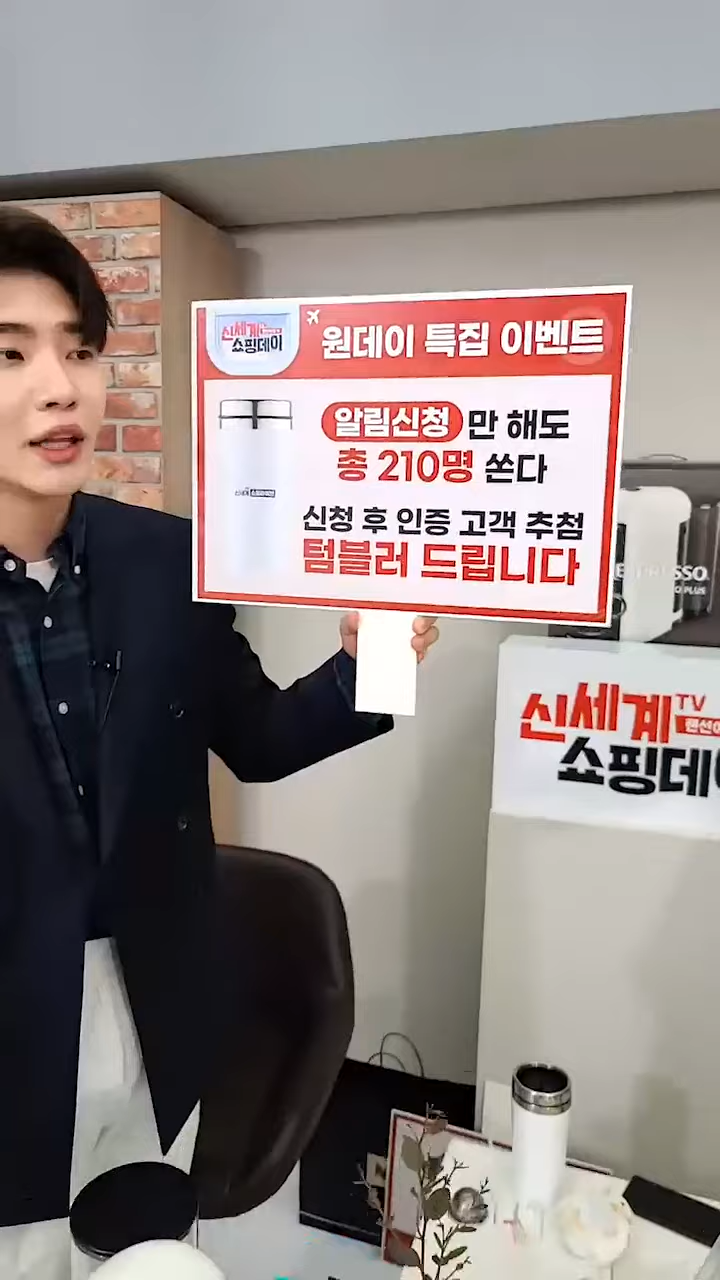 신세계
쇼핑데이
원데이 특집 이벤트
알림신청 만 해도
총 210명 쏜다
신청 후 인증 고객 추첨
텀블러 드립니다
신세계 TV
쇼핑데이